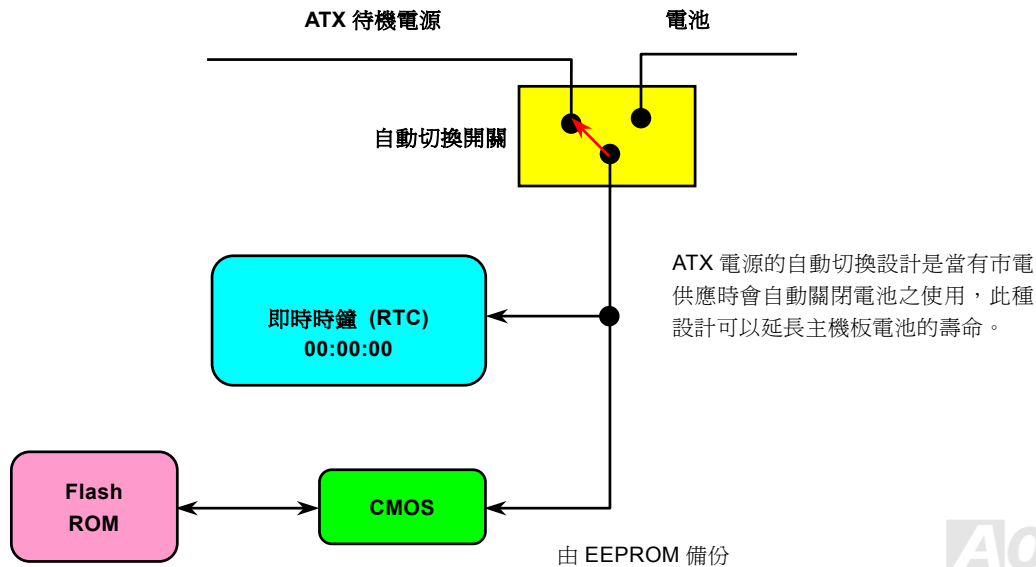 ATX 待機電源
電池
自動切換開關
ATX 電源的自動切換設計是當有市電
供應時會自動關閉電池之使用，此種
設計可以延長主機板電池的壽命。
即時時鐘 (RTC)
00:00:00
Flash
ROM
CMOS
由 EEPROM 備份